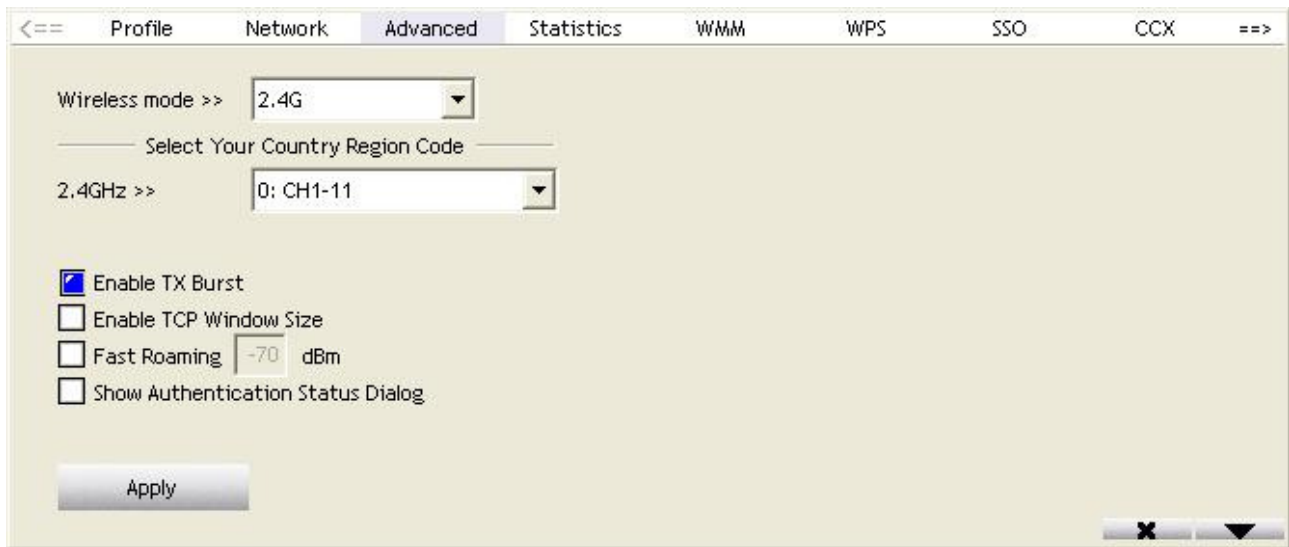 <== Profile Network Advanced Statistics WMM WPS SSO CCX ==>
Wireless mode >> 2.4G
Select Your Country Region Code
2.4GHz >> 0: CH1-11
Enable TX Burst
Enable TCP Window Size
Fast Roaming -70 dBm
Show Authentication Status Dialog
Apply